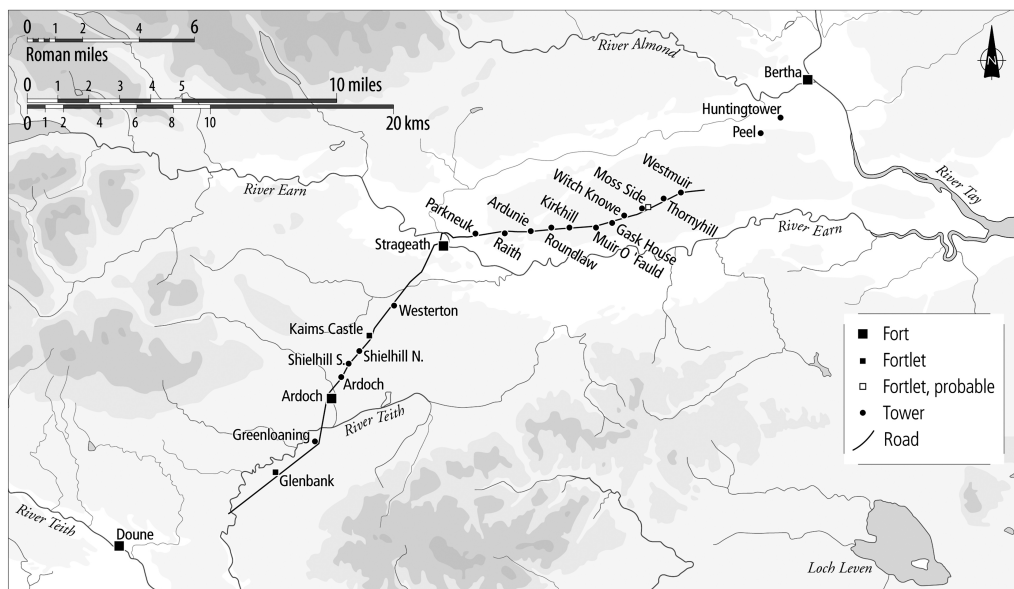 0 1 2 4 6
Roman miles
0 1 2 3 4 5 10 miles
0 1 2 4 6 8 10 20 kms
River Almond
N
Bertha
Huntingtower
Peel
River Tay
River Earn
Westmuir
Moss Side
Witch Knowe
Kirkhill
Ardunie
Parkneuk
Thornyhill
Gask House
Muir O' Fauld
Roundlaw
Raith
River Earn
Strageath
Westerton
Kaims Castle
Shielhill N.
Shielhill S.
Ardoch
Ardoch
River Teith
Greenloaning
Glenbank
River Teith
Doune
Loch Leven
Fort
Fortlet
Fortlet, probable
Tower
Road